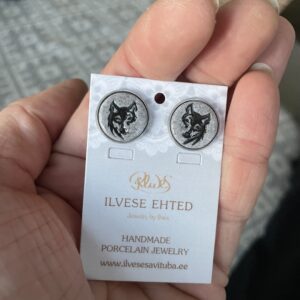 ILVESE EHTED
HANDMADE
PORCELAIN JEWELRY
www.ilvesesavituba.ee